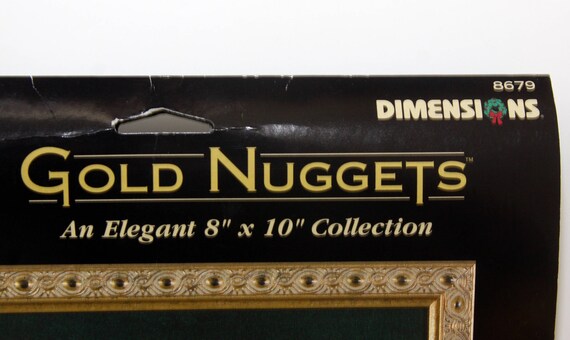 8679
DIMENSIONS
GOLD NUGGETS™
An Elegant 8" x 10" Collection